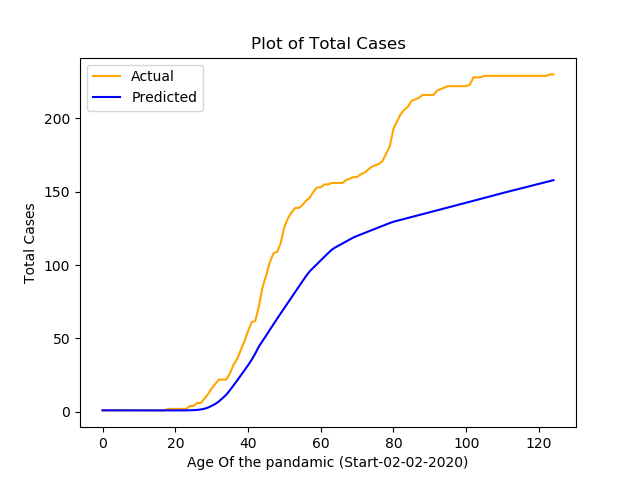 Plot of Total Cases
Actual
Predicted
200
150
100
50
0
Total Cases
0 20 40 60 80 100 120
Age Of the pandamic (Start-02-02-2020)